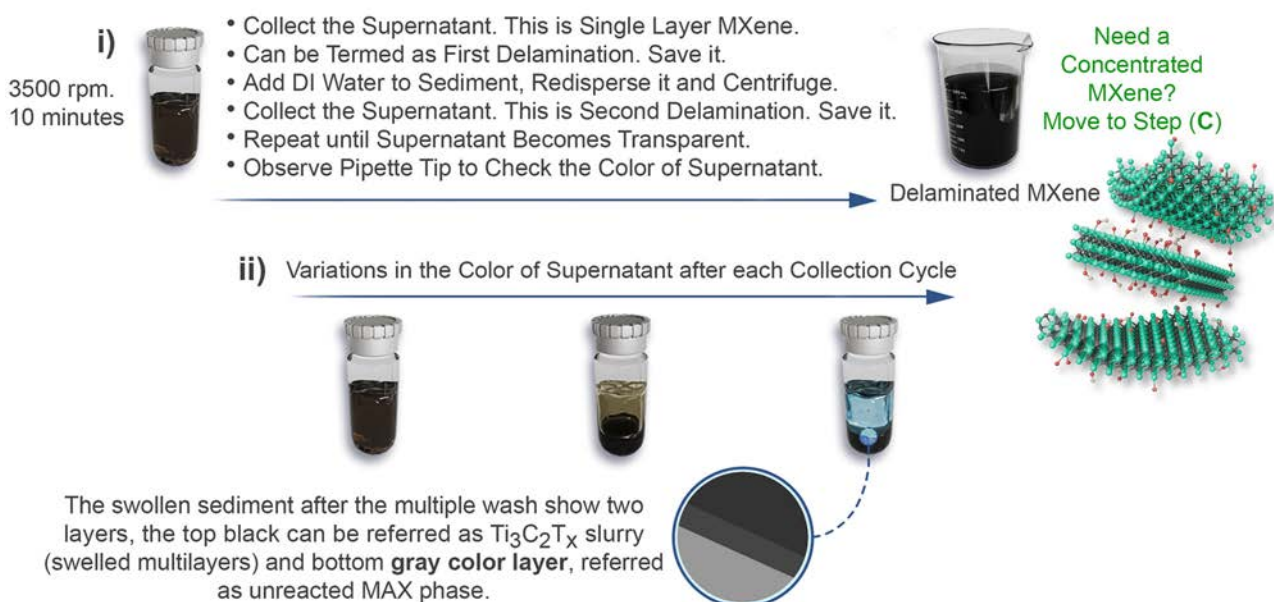 i)
3500 rpm.
10 minutes
• Collect the Supernatant. This is Single Layer MXene.
• Can be Termed as First Delamination. Save it.
• Add DI Water to Sediment, Redisperse it and Centrifuge.
• Collect the Supernatant. This is Second Delamination. Save it.
• Repeat until Supernatant Becomes Transparent.
• Observe Pipette Tip to Check the Color of Supernatant.
Delaminated MXene
Need a
Concentrated
MXene?
Move to Step (C)
ii) Variations in the Color of Supernatant after each Collection Cycle
The swollen sediment after the multiple wash show two
layers, the top black can be referred as Ti₃C₂Tₓ slurry
(swelled multilayers) and bottom gray color layer, referred
as unreacted MAX phase.